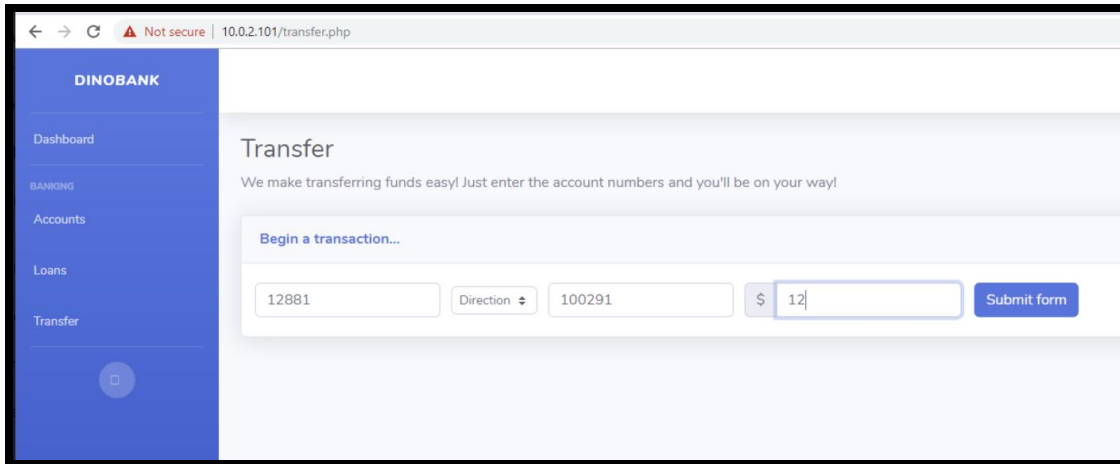 Not secure | 10.0.2.101/transfer.php
DINOBANK
Dashboard
BANKING
Accounts
Loans
Transfer
Transfer
We make transferring funds easy! Just enter the account numbers and you'll be on your way!
Begin a transaction...
12881 Direction 100291 $ 12 Submit form